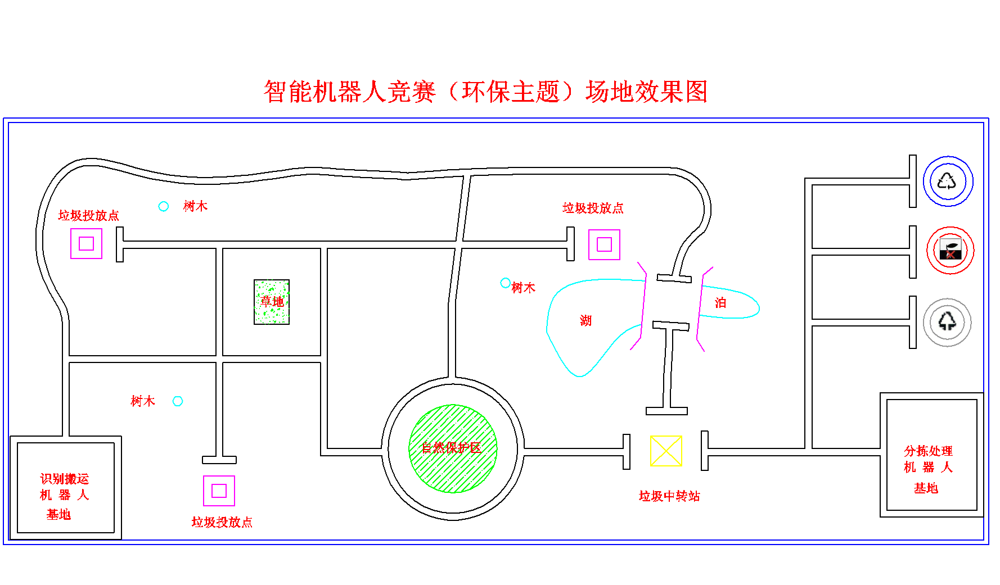 智能机器人竞赛（环保主题）场地效果图
树木
垃圾投放点
垃圾投放点
树木
草地
湖
泊
树木
自然保护区
识别搬运
机 器 人
基地
垃圾投放点
垃圾中转站
分拣处理
机 器 人
基地